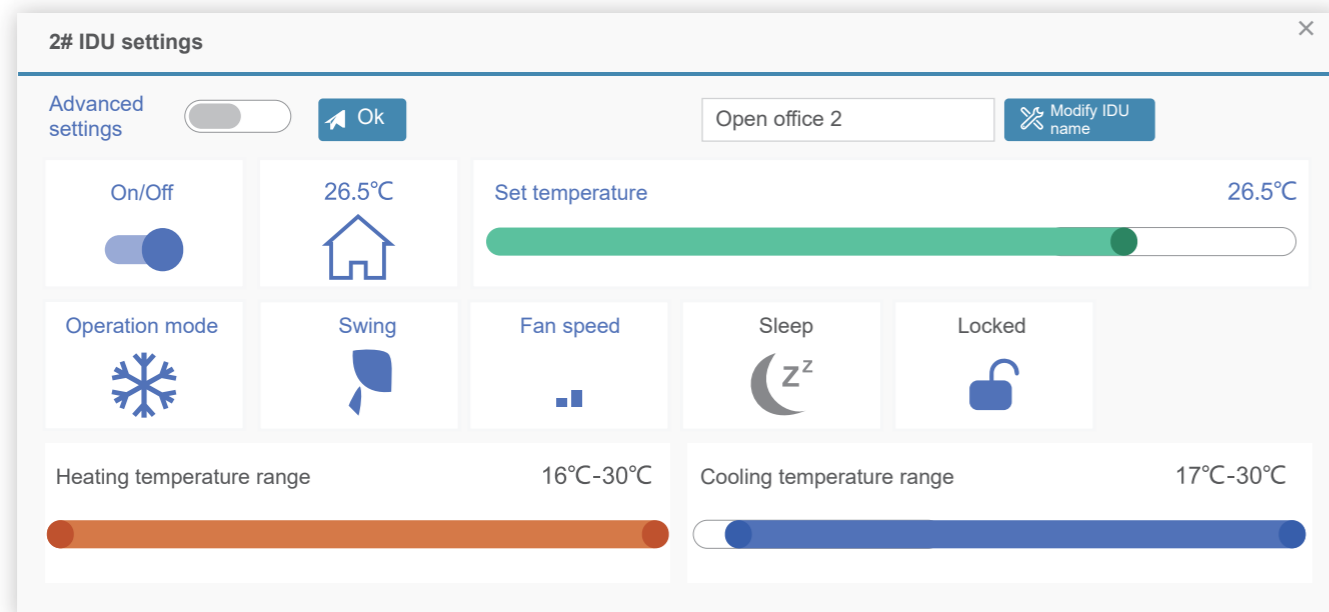 2# IDU settings
Advanced
settings
Ok
Open office 2
Modify IDU
name
On/Off
26.5℃
Set temperature
26.5℃
Operation mode
Swing
Fan speed
Sleep
Locked
Z Z
Heating temperature range
16℃-30℃
Cooling temperature range
17℃-30℃